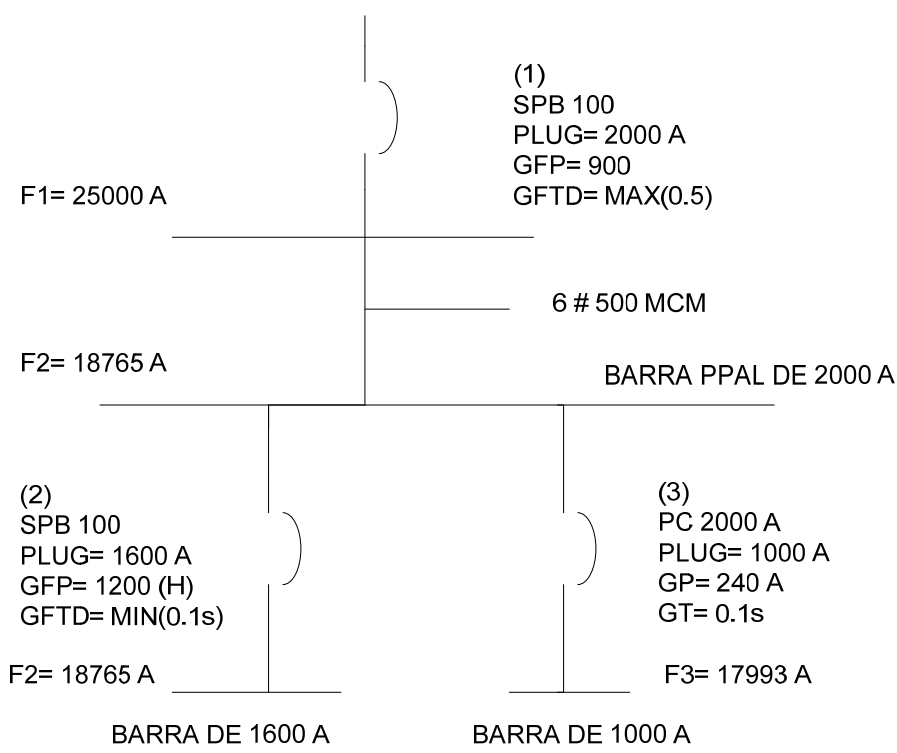 (1)
SPB 100
PLUG= 2000 A
GFP= 900
GFTD= MAX(0.5)
F1= 25000 A
6 # 500 MCM
F2= 18765 A
BARRA PPAL DE 2000 A
(2)
SPB 100
PLUG= 1600 A
GFP= 1200 (H)
GFTD= MIN(0.1s)
F2= 18765 A
BARRA DE 1600 A
(3)
PC 2000 A
PLUG= 1000 A
GP= 240 A
GT= 0.1s
F3= 17993 A
BARRA DE 1000 A